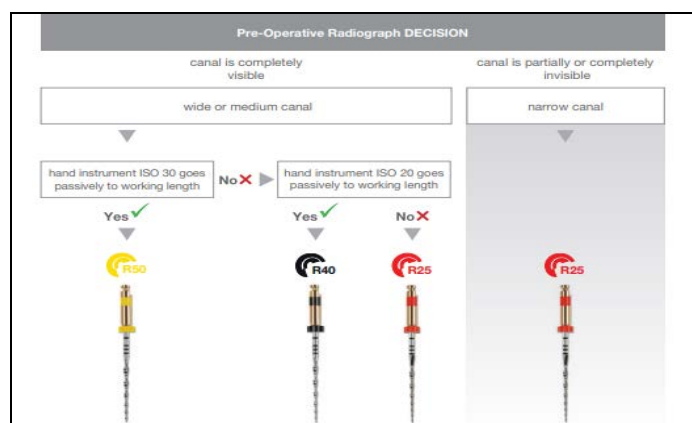 Pre-Operative Radiograph DECISION
canal is completely
visible
canal is partially or completely
invisible
wide or medium canal
narrow canal
hand instrument ISO 30 goes
passively to working length
No
hand instrument ISO 20 goes
passively to working length
Yes
Yes
No
R50
R40
R25
R25